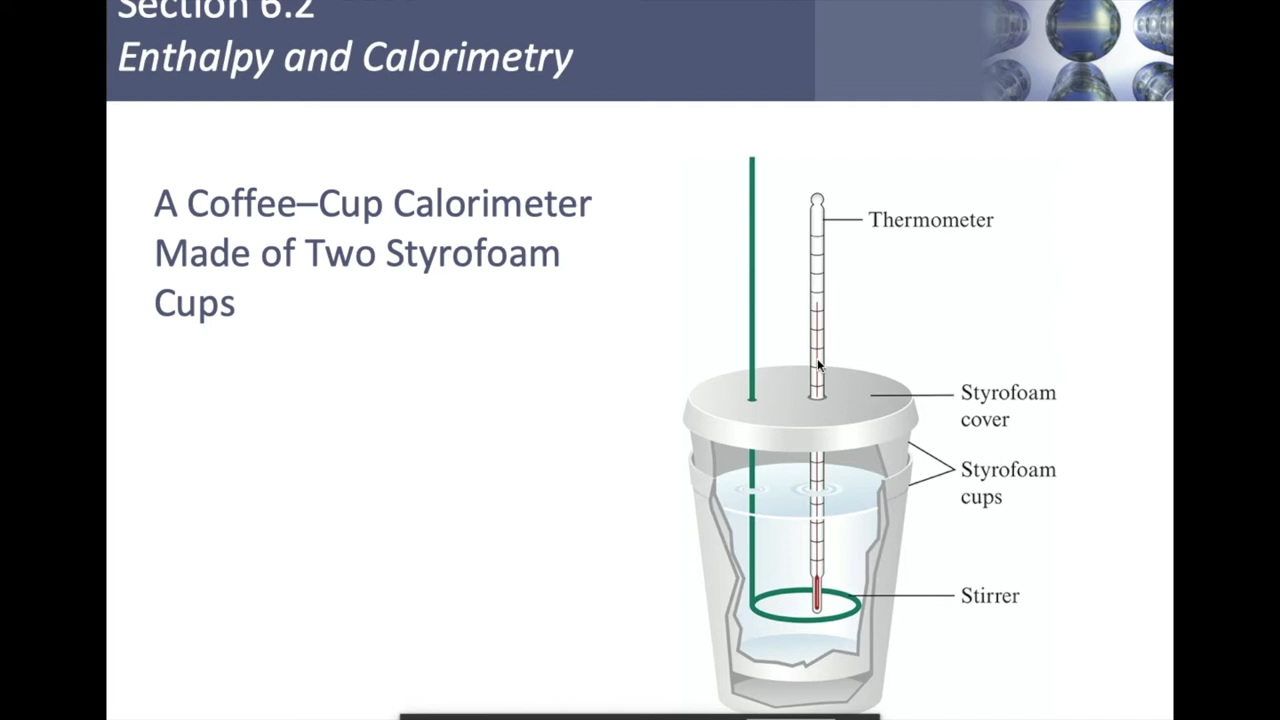 Section 6.2
Enthalpy and Calorimetry
A Coffee–Cup Calorimeter
Made of Two Styrofoam
Cups
Thermometer
Styrofoam
cover
Styrofoam
cups
Stirrer